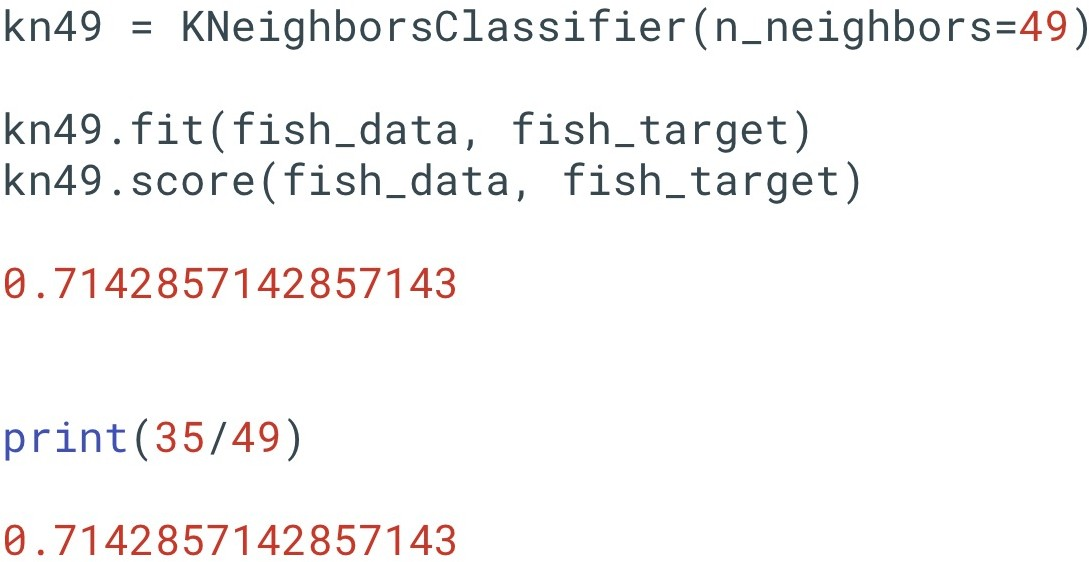 kn49 = KNeighborsClassifier(n_neighbors=49)
kn49.fit(fish_data, fish_target)
kn49.score(fish_data, fish_target)
0.7142857142857143
print(35/49)
0.7142857142857143